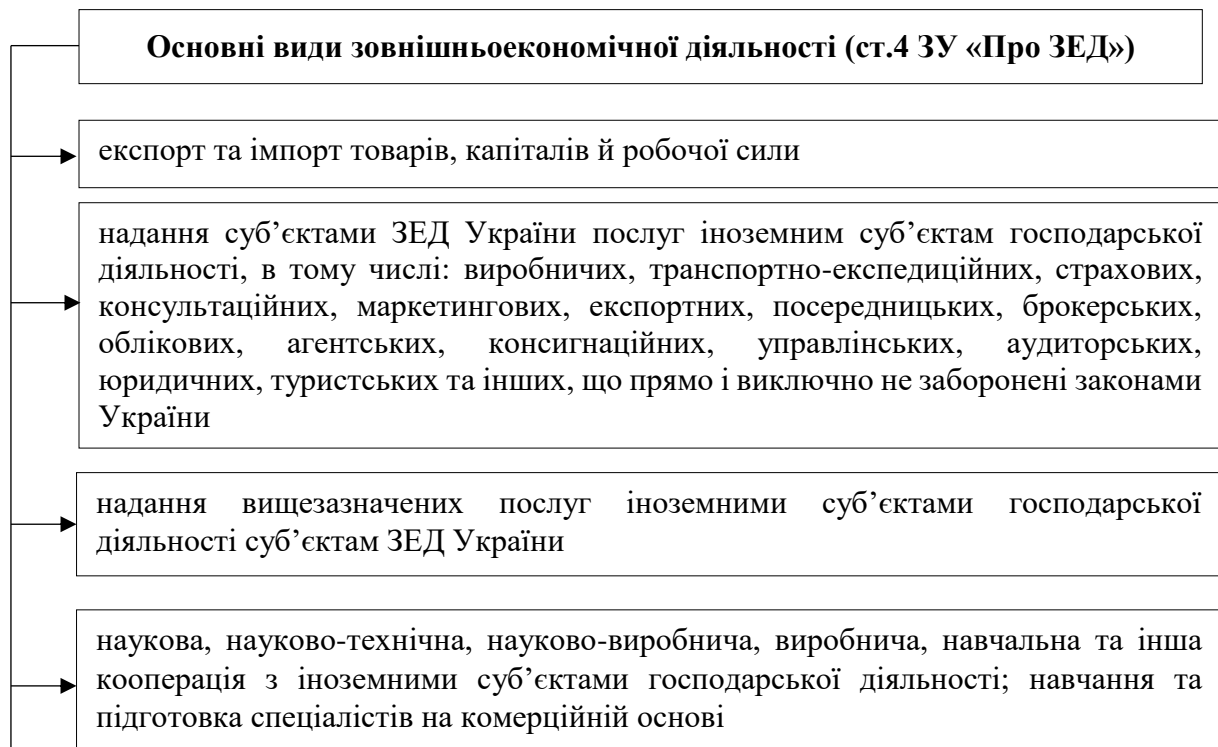 Основні види зовнішньоекономічної діяльності (ст.4 ЗУ «Про ЗЕД»)
експорт та імпорт товарів, капіталів й робочої сили
надання суб’єктами ЗЕД України послуг іноземним суб’єктам господарської
діяльності, в тому числі: виробничих, транспортно-експедиційних, страхових,
консультаційних, маркетингових, експортних, посередницьких, брокерських,
облікових, агентських, консигнаційних, управлінських, аудиторських,
юридичних, туристських та інших, що прямо і виключно не заборонені законами
України
надання вищезазначених послуг іноземними суб’єктами господарської
діяльності суб’єктам ЗЕД України
наукова, науково-технічна, науково-виробнича, виробнича, навчальна та інша
кооперація з іноземними суб’єктами господарської діяльності; навчання та
підготовка спеціалістів на комерційній основі